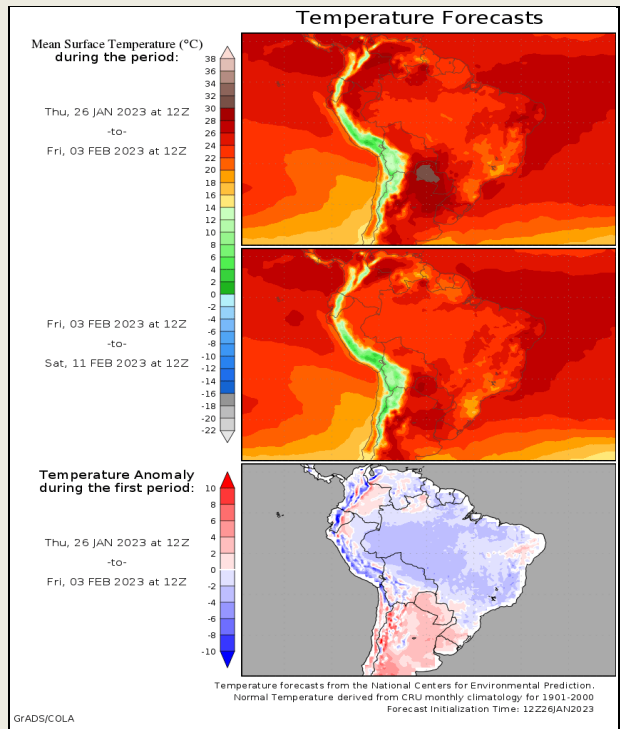 Temperature Forecasts
Mean Surface Temperature (°C)
during the period:
Thu, 26 JAN 2023 at 12Z
-to-
Fri, 03 FEB 2023 at 12Z
38
36
34
32
30
28
26
24
22
20
18
16
14
12
10
8
6
4
2
0
-2
-4
-6
-8
-10
-12
-14
-16
-18
-20
-22
Fri, 03 FEB 2023 at 12Z
-to-
Sat, 11 FEB 2023 at 12Z
Temperature Anomaly
during the first period:
Thu, 26 JAN 2023 at 12Z
-to-
Fri, 03 FEB 2023 at 12Z
10
8
6
4
2
0
-2
-4
-6
-8
-10
Temperature forecasts from the National Centers for Environmental Prediction.
Normal Temperature derived from CRU monthly climatology for 1901-2000
Forecast Initialization Time: 12Z26JAN2023
GrADS/COLA